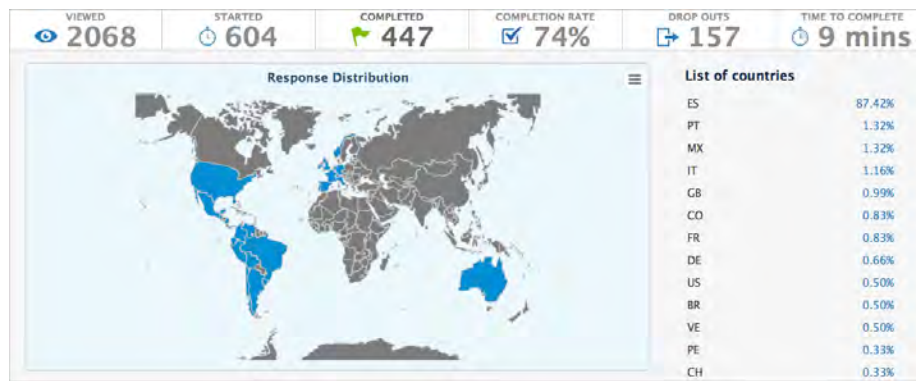 VIEWED STARTED COMPLETED COMPLETION RATE DROP OUTS TIME TO COMPLETE
2068 604 447 74% 157 9 mins
Response Distribution
List of countries
ES 87.42%
PT 1.32%
MX 1.32%
IT 1.16%
GB 0.99%
CO 0.83%
FR 0.83%
DE 0.66%
US 0.50%
BR 0.50%
VE 0.50%
PE 0.33%
CH 0.33%